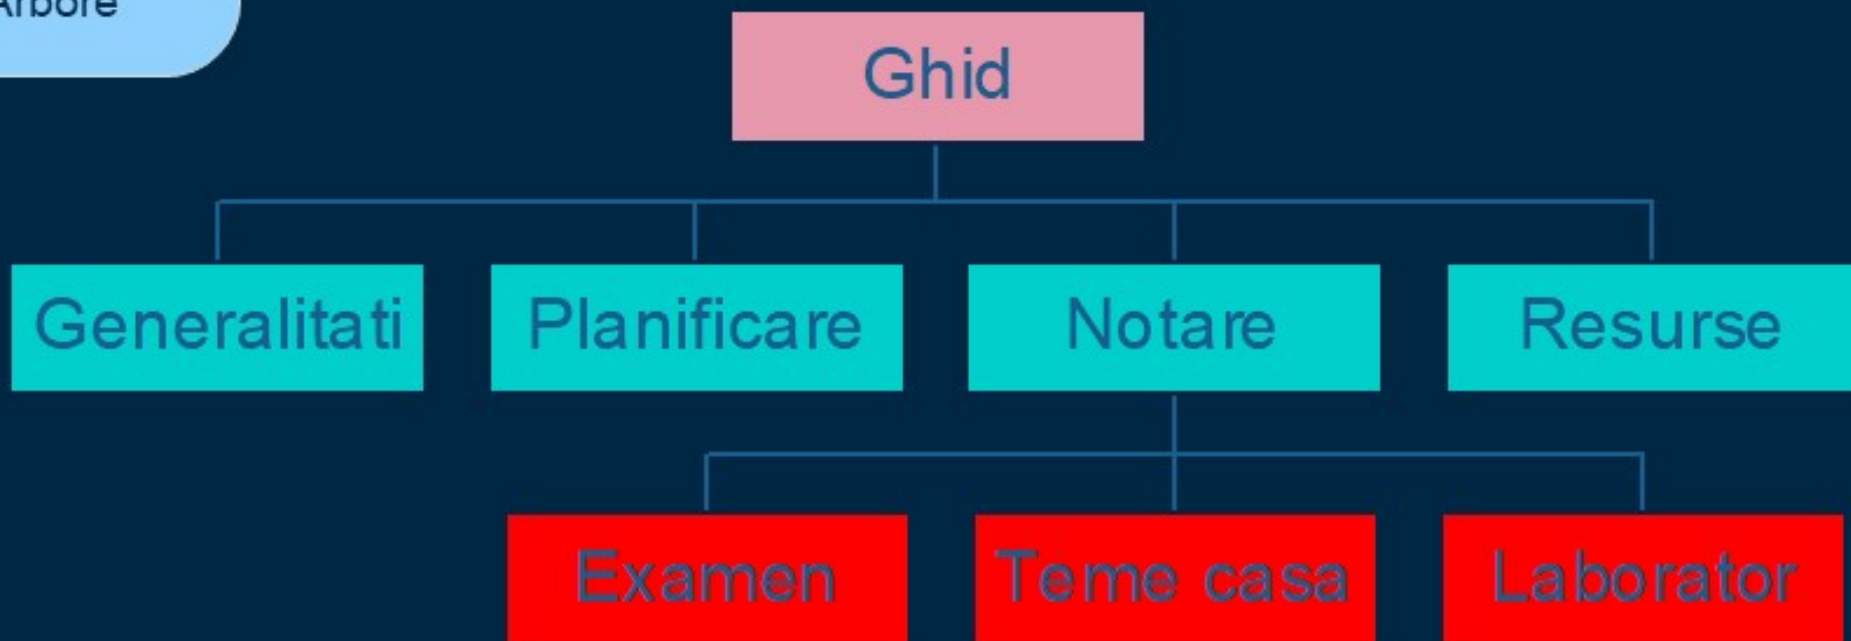 Arbore
Ghid
Generalitati Planificare Notare Resurse
Examen Teme casa Laborator